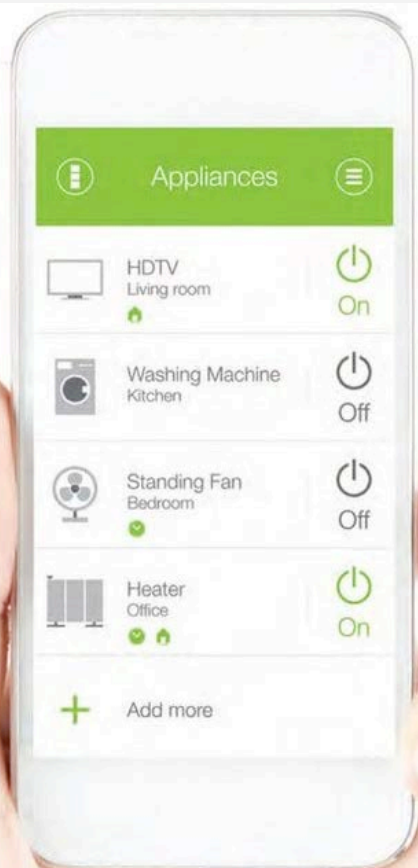 Appliances
HDTV
Living room
On
Washing Machine
Kitchen
Off
Standing Fan
Bedroom
Off
Heater
Office
On
Add more